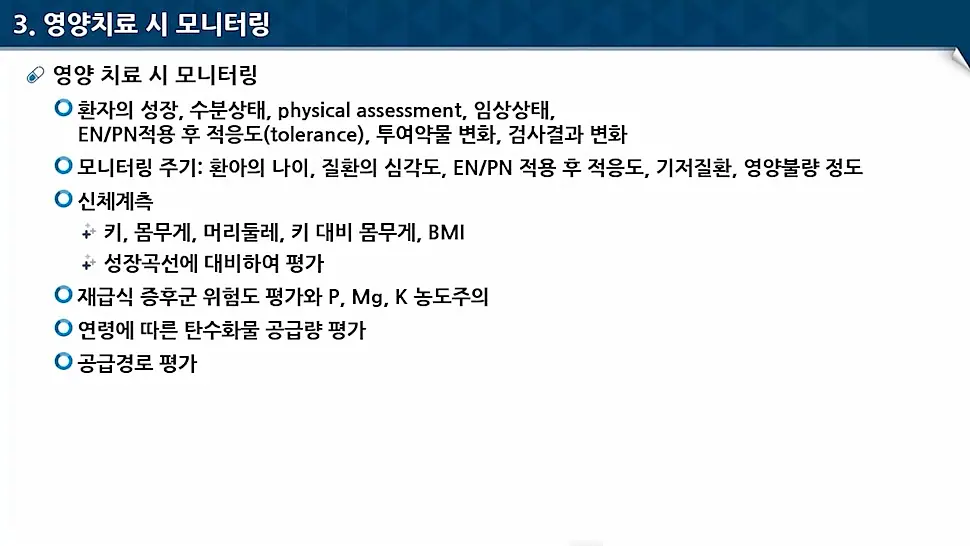 3. 영양치료 시 모니터링
영양 치료 시 모니터링
환자의 성장, 수분상태, physical assessment, 임상상태,
EN/PN적용 후 적응도(tolerance), 투여약물 변화, 검사결과 변화
모니터링 주기: 환아의 나이, 질환의 심각도, EN/PN 적용 후 적응도, 기저질환, 영양불량 정도
신체계측
키, 몸무게, 머리둘레, 키 대비 몸무게, BMI
성장곡선에 대비하여 평가
재급식 증후군 위험도 평가와 P, Mg, K 농도주의
연령에 따른 탄수화물 공급량 평가
공급경로 평가